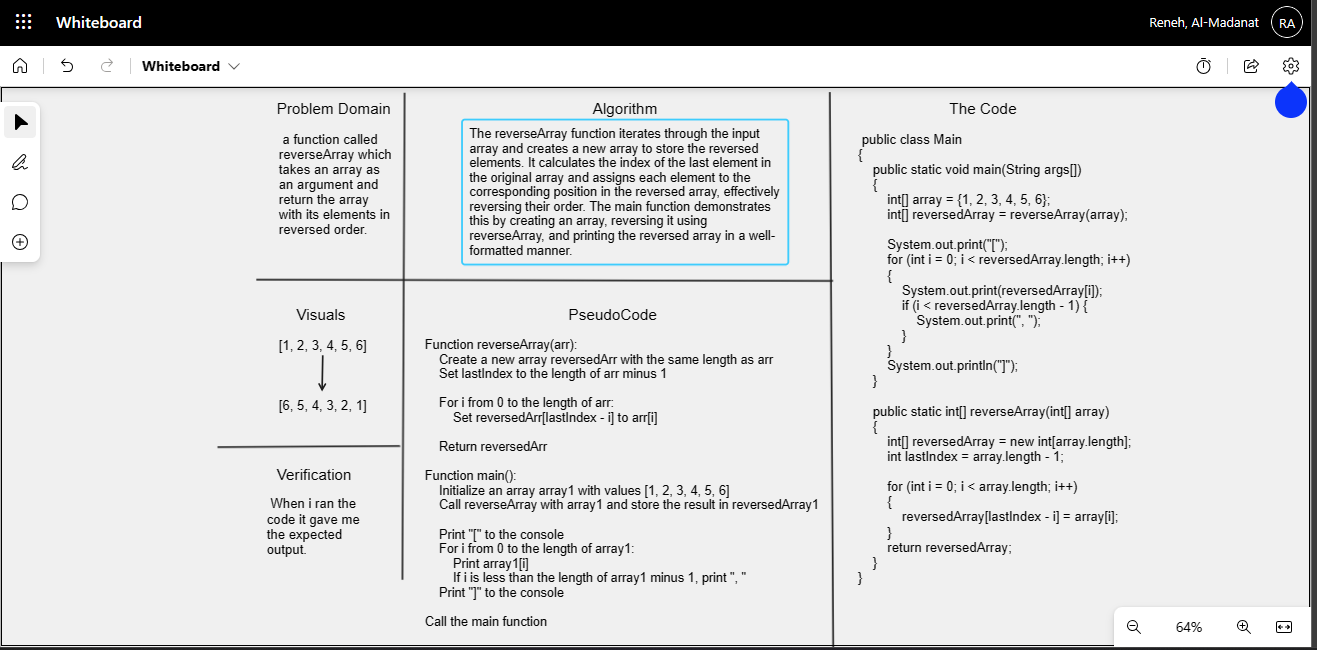 Whiteboard
Reneh, Al-Madanat
RA
Whiteboard
Problem Domain
a function called
reverseArray which
takes an array as
an argument and
return the array
with its elements in
reversed order.
Algorithm
The reverseArray function iterates through the input
array and creates a new array to store the reversed
elements. It calculates the index of the last element in
the original array and assigns each element to the
corresponding position in the reversed array, effectively
reversing their order. The main function demonstrates
this by creating an array, reversing it using
reverseArray, and printing the reversed array in a well-
formatted manner.
Visuals
[1, 2, 3, 4, 5, 6]
[6, 5, 4, 3, 2, 1]
Verification
When i ran the
code it gave me
the expected
output.
PseudoCode
Function reverseArray(arr):
Create a new array reversedArr with the same length as arr
Set lastIndex to the length of arr minus 1
For i from 0 to the length of arr:
Set reversedArr[lastIndex - i] to arr[i]
Return reversedArr
Function main():
Initialize an array array1 with values [1, 2, 3, 4, 5, 6]
Call reverseArray with array1 and store the result in reversedArray1
Print "[" to the console
For i from 0 to the length of array1:
Print array1[i]
If i is less than the length of array1 minus 1, print ", "
Print "]" to the console
Call the main function
The Code
public class Main
{
public static void main(String args[])
{
int[] array = {1, 2, 3, 4, 5, 6};
int[] reversedArray = reverseArray(array);
System.out.print("[");
for (int i = 0; i < reversedArray.length; i++)
{
System.out.print(reversedArray[i]);
if (i < reversedArray.length - 1) {
System.out.print(", ");
}
}
System.out.println("]");
}
public static int[] reverseArray(int[] array)
{
int[] reversedArray = new int[array.length];
int lastIndex = array.length - 1;
for (int i = 0; i < array.length; i++)
{
reversedArray[lastIndex - i] = array[i];
}
return reversedArray;
}
}
64%